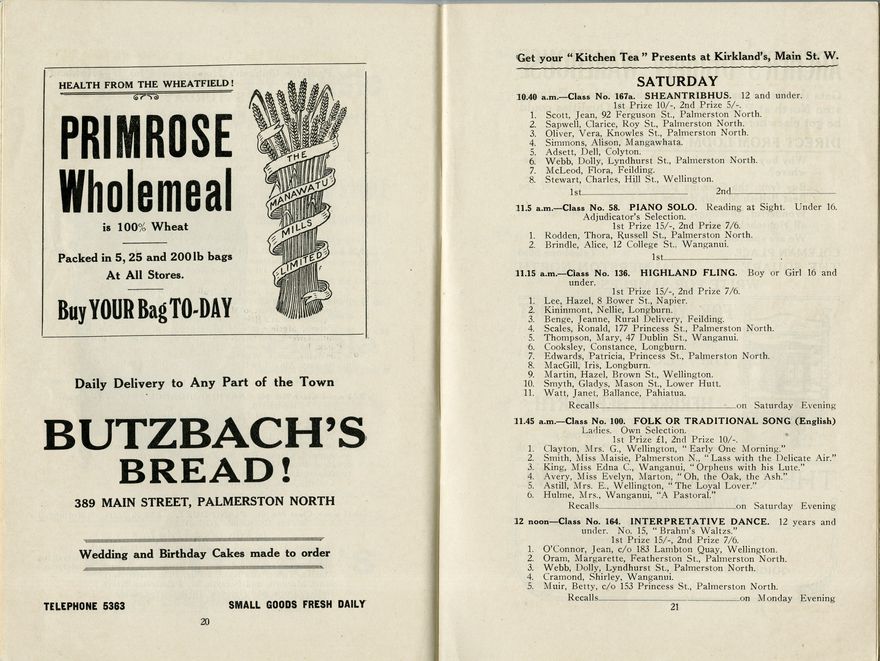 HEALTH FROM THE WHEATFIELD!
PRIMROSE
Wholemeal
is 100% Wheat
Packed in 5, 25 and 200lb bags
At All Stores.
Buy YOUR Bag TO-DAY
THE
MANAWATU
MILLS
LIMITED
Daily Delivery to Any Part of the Town
BUTZBACH'S
BREAD!
389 MAIN STREET, PALMERSTON NORTH
Wedding and Birthday Cakes made to order
TELEPHONE 5363 SMALL GOODS FRESH DAILY
20
Get your "Kitchen Tea" Presents at Kirkland's, Main St. W.
SATURDAY
10.40 a.m.—Class No. 167a. SHEANTRIBHUS. 12 and under.
1st Prize 10/-, 2nd Prize 5/-.
1. Scott, Jean, 92 Ferguson St., Palmerston North.
2. Sapwell, Clarice, Roy St., Palmerston North.
3. Oliver, Vera, Knowles St., Palmerston North.
4. Simmons, Alison, Mangawhata.
5. Adsett, Dell, Colyton.
6. Webb, Dolly, Lyndhurst St., Palmerston North.
7. McLeod, Flora, Feilding.
8. Stewart, Charles, Hill St., Wellington.
1st 2nd
11.5 a.m.—Class No. 58. PIANO SOLO. Reading at Sight. Under 16.
Adjudicator's Selection.
1st Prize 15/-, 2nd Prize 7/6.
1. Rodden, Thora, Russell St., Palmerston North.
2. Brindle, Alice, 12 College St., Wanganui.
1st
11.15 a.m.—Class No. 136. HIGHLAND FLING. Boy or Girl 16 and
under.
1st Prize 15/-, 2nd Prize 7/6.
1. Lee, Hazel, 8 Bower St., Napier.
2. Kininmont, Nellie, Longburn.
3. Benge, Jeanne, Rural Delivery, Feilding.
4. Scales, Ronald, 177 Princess St., Palmerston North.
5. Thompson, Mary, 47 Dublin St., Wanganui.
6. Cooksley, Constance, Longburn.
7. Edwards, Patricia, Princess St., Palmerston North.
8. MacGill, Iris, Longburn.
9. Martin, Hazel, Brown St., Wellington.
10. Smyth, Gladys, Mason St., Lower Hutt.
11. Watt, Janet, Ballance, Pahiatua.
Recalls on Saturday Evening
11.45 a.m.—Class No. 100. FOLK OR TRADITIONAL SONG (English)
Ladies. Own Selection.
1st Prize £1, 2nd Prize 10/-.
1. Clayton, Mrs. G., Wellington, "Early One Morning."
2. Smith, Miss Maisie, Palmerston N., "Lass with the Delicate Air."
3. King, Miss Edna C., Wanganui, "Orpheus with his Lute."
4. Avery, Miss Evelyn, Marton, "Oh, the Oak, the Ash."
5. Astill, Mrs. E., Wellington, "The Loyal Lover."
6. Hulme, Mrs., Wanganui, "A Pastoral."
Recalls on Saturday Evening
12 noon—Class No. 164. INTERPRETATIVE DANCE. 12 years and
under. No. 15, "Brahm's Waltzs."
1st Prize 15/-, 2nd Prize 7/6.
1. O'Connor, Jean, c/o 183 Lambton Quay, Wellington.
2. Oram, Margarette, Featherston St., Palmerston North.
3. Webb, Dolly, Lyndhurst St., Palmerston North.
4. Cramond, Shirley, Wanganui.
5. Muir, Betty, c/o 153 Princess St., Palmerston North.
Recalls on Monday Evening
21